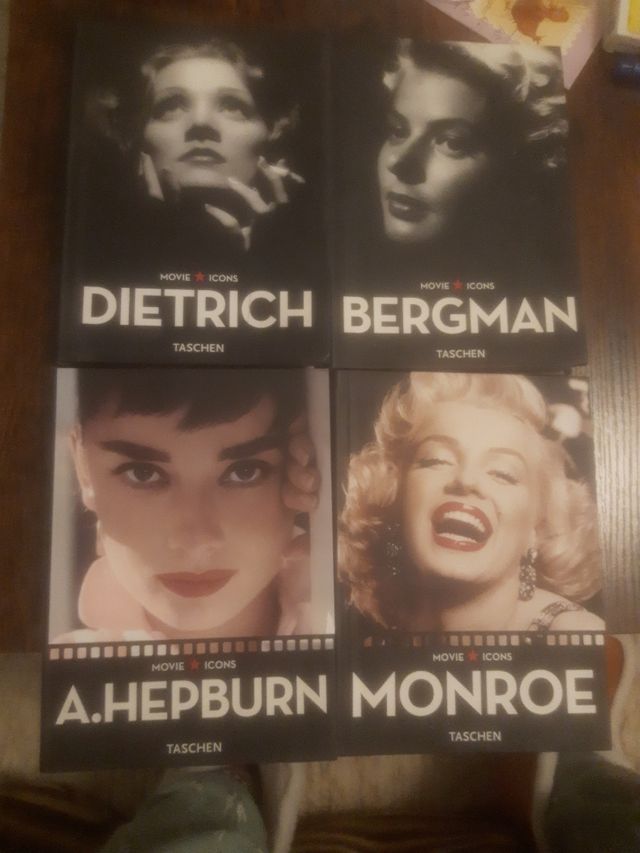 MOVIE ★ ICONS
DIETRICH
TASCHEN
MOVIE ★ ICONS
BERGMAN
TASCHEN
MOVIE ★ ICONS
A.HEPBURN
TASCHEN
MOVIE ★ ICONS
MONROE
TASCHEN